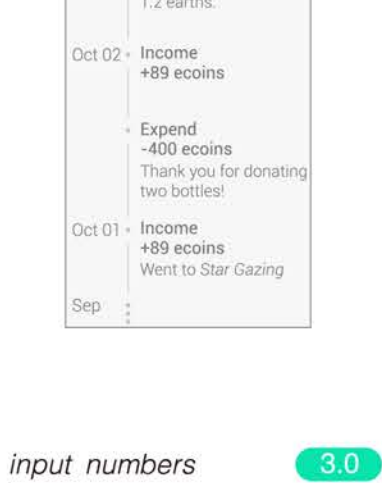 1.2 earths.
Oct 02 Income
+89 ecoins
Expend
-400 ecoins
Thank you for donating
two bottles!
Oct 01 Income
+89 ecoins
Went to Star Gazing
Sep
input numbers 3.0